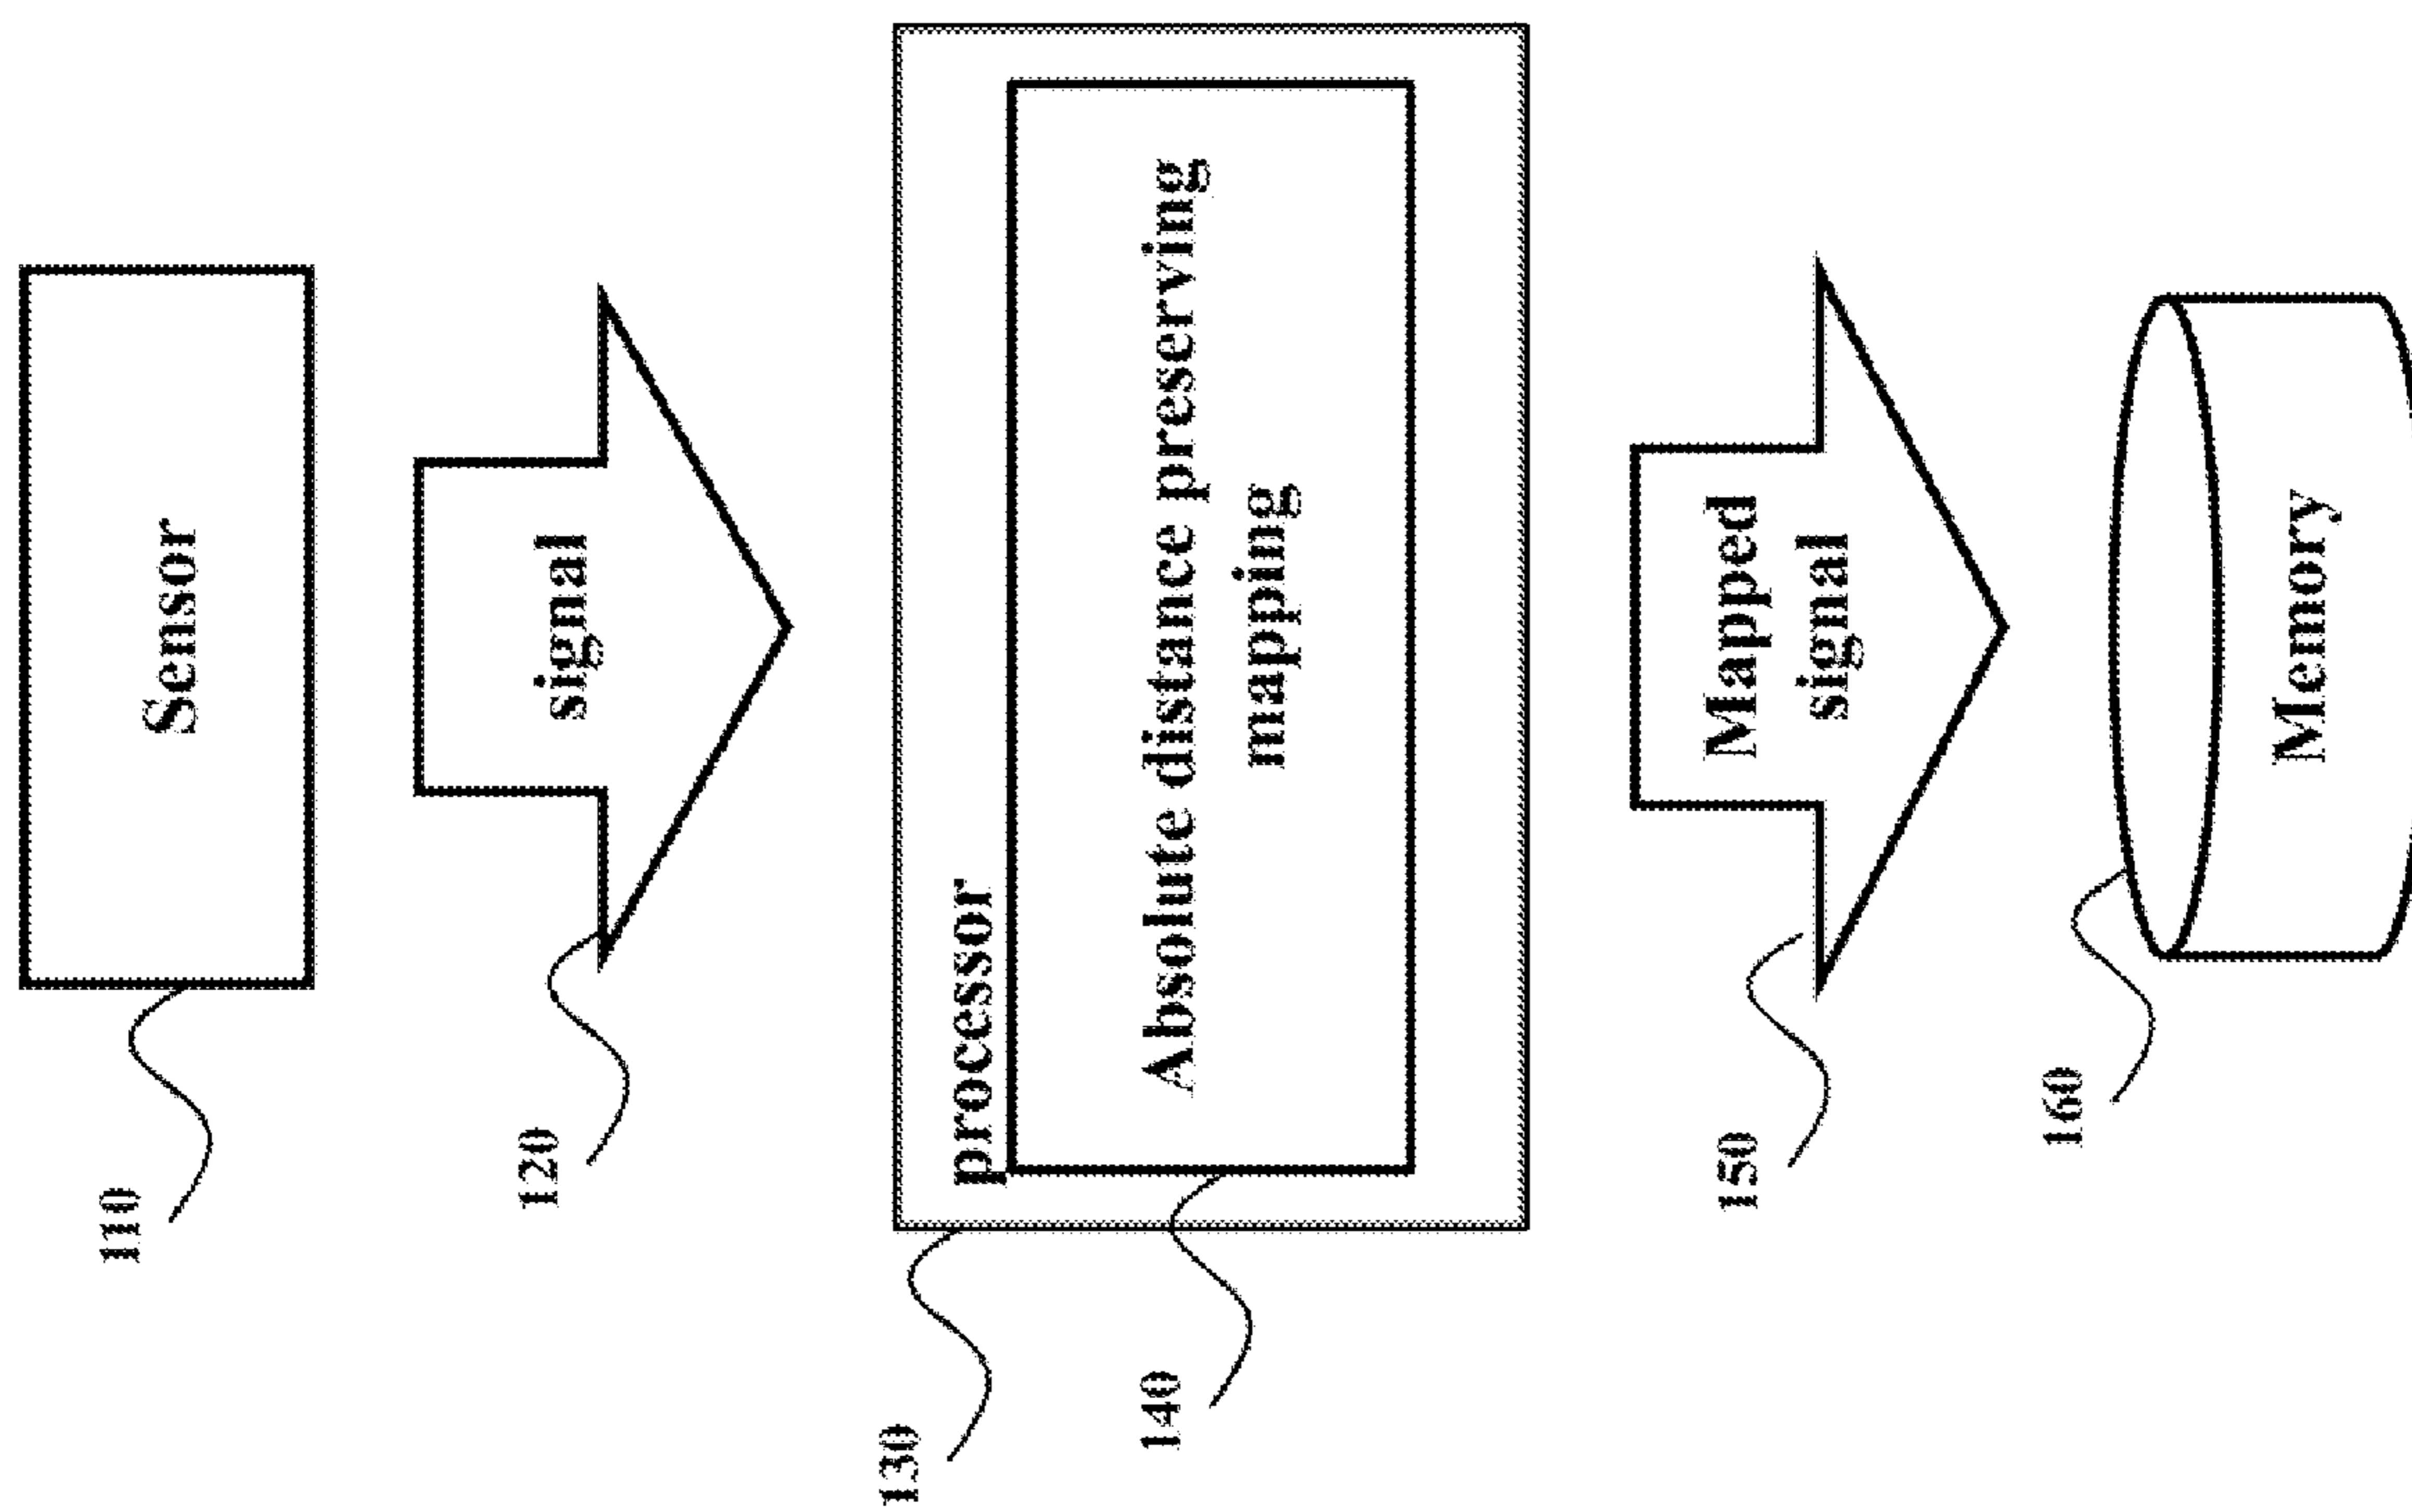 Sensor
110
signal
120
processor
130
Absolute distance preserving
mapping
140
Mapped
signal
150
Memory
160